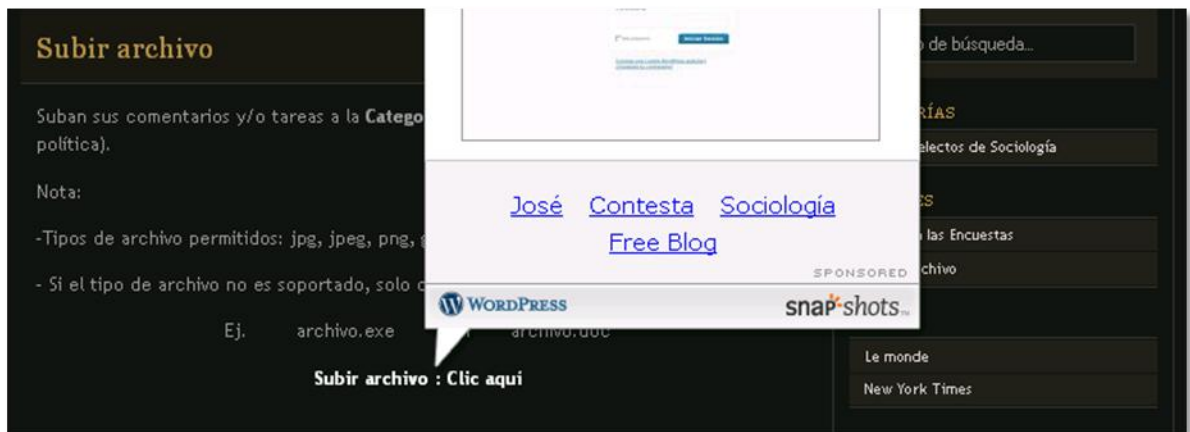 Subir archivo
Suban sus comentarios y/o tareas a la Catego
política).
Nota:
-Tipos de archivo permitidos: jpg, jpeg, png,
- Si el tipo de archivo no es soportado, solo
Ej. archivo.exe archivo.doc
Subir archivo : Clic aquí
José Contesta Sociología
Free Blog
SPONSORED
WORDPRESS
snap shots
o de búsqueda...
RÍAS
electos de Sociología
ES
a las Encuestas
chivo
Le monde
New York Times